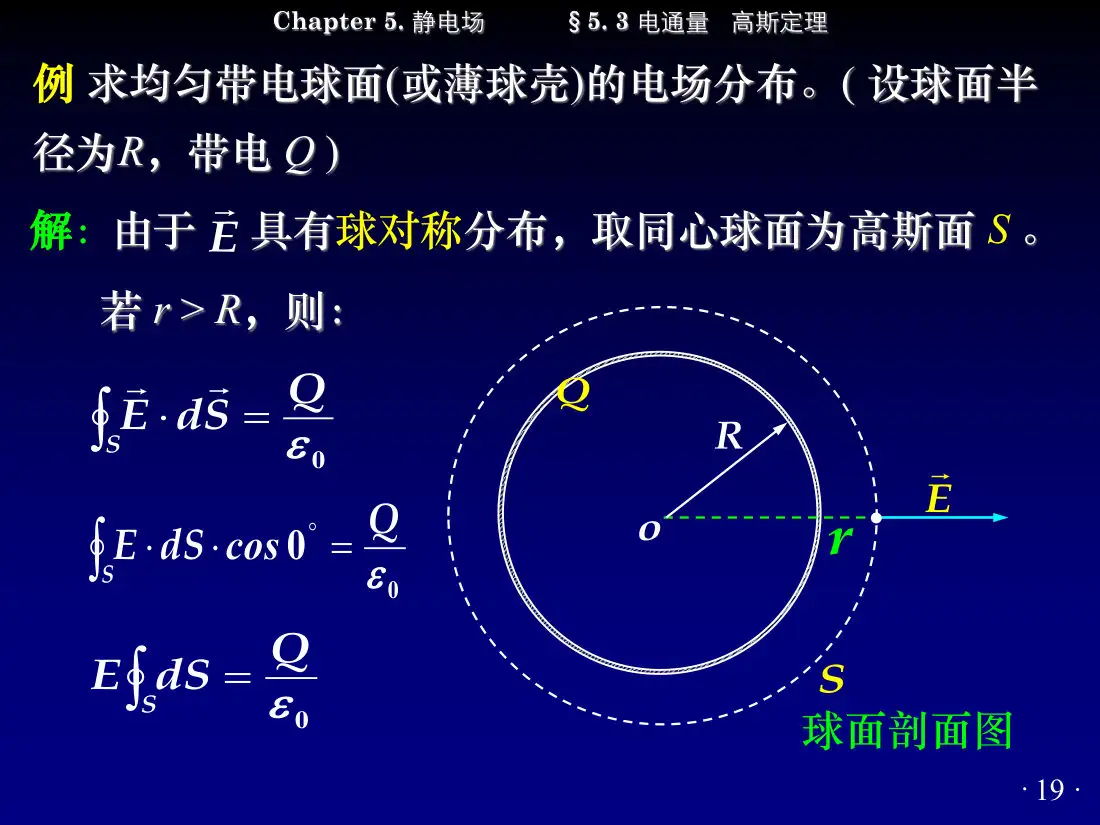 Chapter 5. 静电场 §5. 3 电通量 高斯定理
例 求均匀带电球面(或薄球壳)的电场分布。( 设球面半
径为R，带电 Q )
解：由于 E⃗ 具有球对称分布，取同心球面为高斯面 S 。
若 r > R，则：
∮S E⃗ · dS⃗ = Q/ε0
∮S E · dS · cos 0° = Q/ε0
E∮S dS = Q/ε0
Q
R
E⃗
o
r
S
球面剖面图
· 19 ·